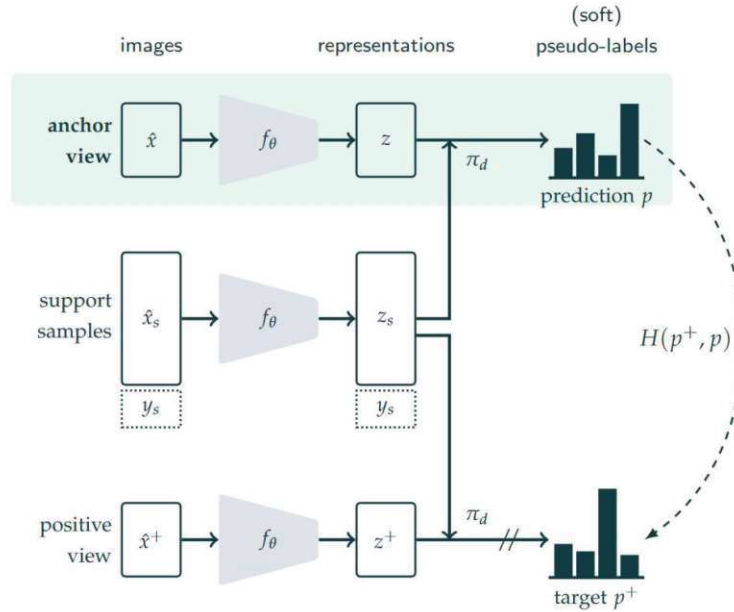 (soft)
images representations pseudo-labels
anchor view x̂ f_θ z π_d prediction p
support samples x̂_s f_θ z_s H(p⁺, p)
y_s y_s
positive view x̂⁺ f_θ z⁺ π_d // target p⁺